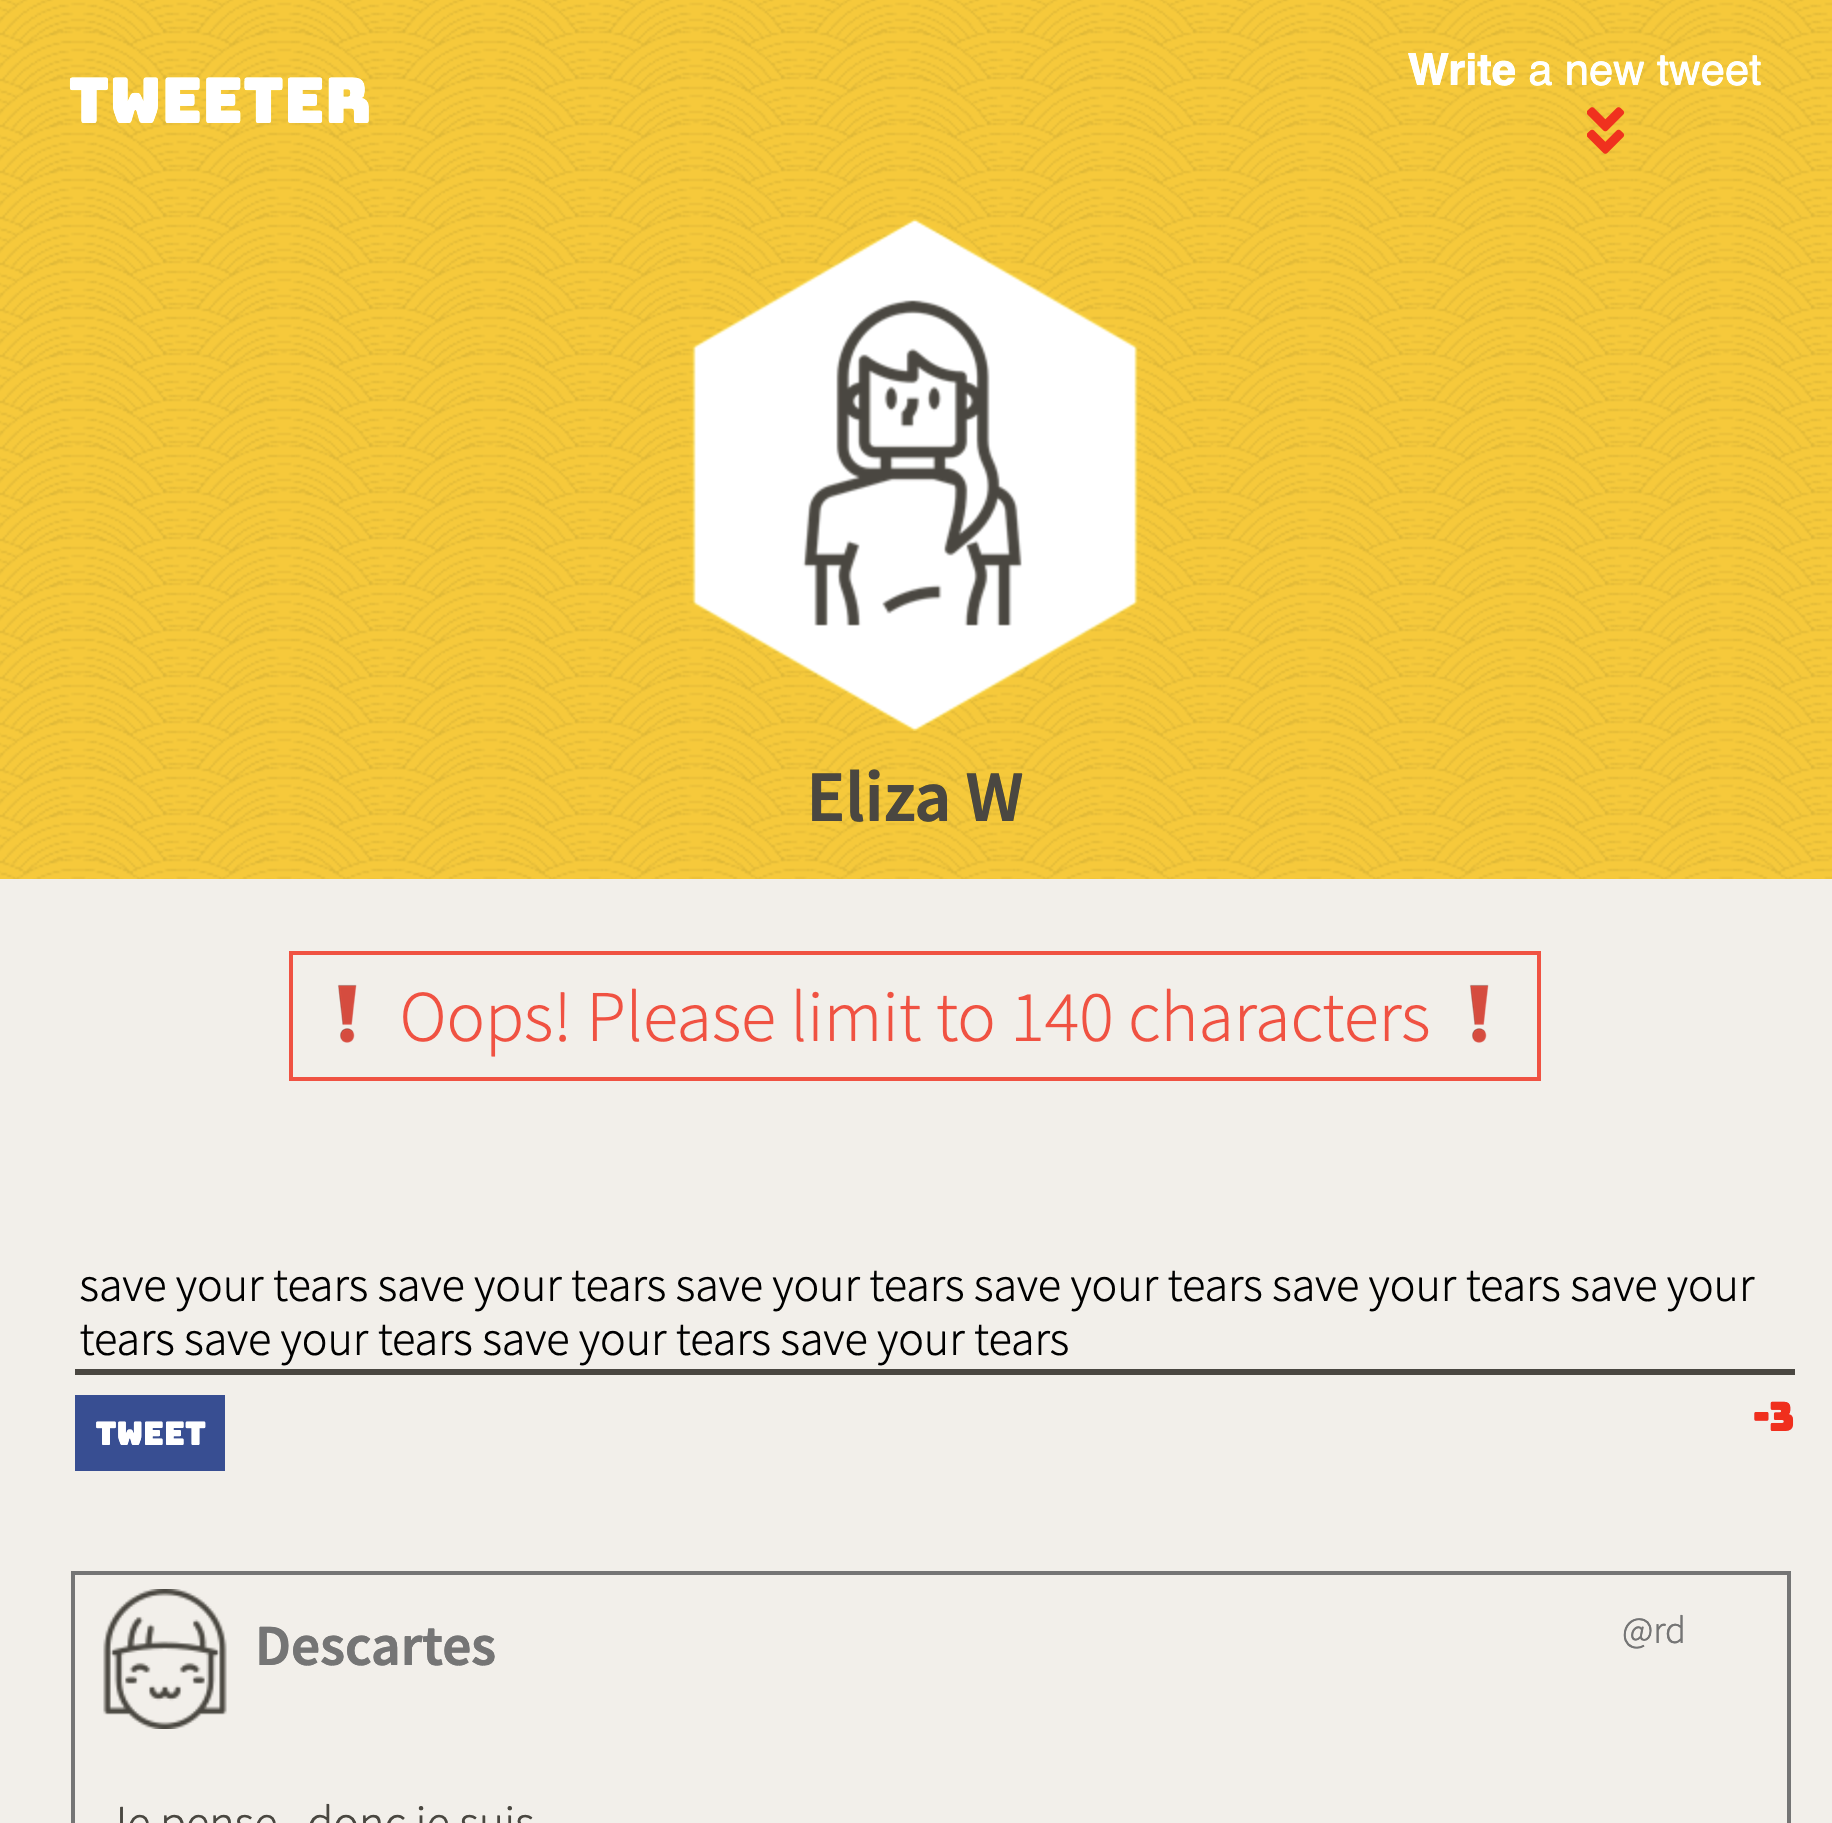 TWEETER
Write a new tweet
Eliza W
❗ Oops! Please limit to 140 characters ❗
save your tears save your tears save your tears save your tears save your tears save your
tears save your tears save your tears save your tears
TWEET
-3
Descartes
@rd
Je pense , donc je suis